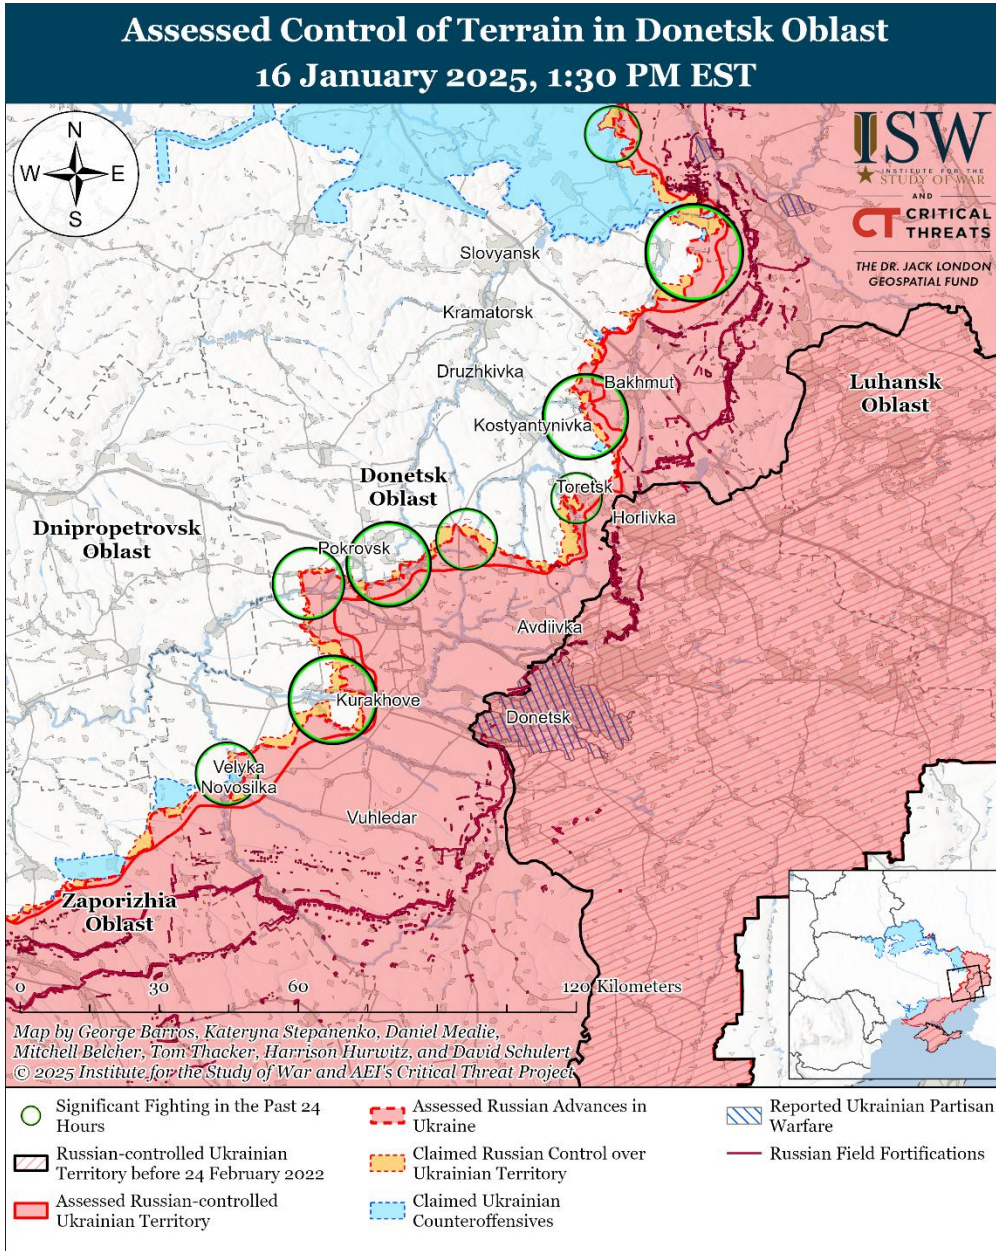 Assessed Control of Terrain in Donetsk Oblast
16 January 2025, 1:30 PM EST
N
W
E
S
ISW
INSTITUTE FOR THE
STUDY OF WAR
AND
CT CRITICAL
THREATS
THE DR. JACK LONDON
GEOSPATIAL FUND
Slovyansk
Kramatorsk
Druzhkivka
Bakhmut
Luhansk
Oblast
Kostyantynivka
Donetsk
Oblast
Toretsk
Horlivka
Dnipropetrovsk
Oblast
Pokrovsk
Avdiivka
Kurakhove
Donetsk
Velyka
Novosilka
Vuhledar
Zaporizhia
Oblast
0 30 60 120 Kilometers
Map by George Barros, Kateryna Stepanenko, Daniel Mealie,
Mitchell Belcher, Tom Thacker, Harrison Hurwitz, and David Schulert
© 2025 Institute for the Study of War and AEI's Critical Threat Project
Significant Fighting in the Past 24
Hours
Russian-controlled Ukrainian
Territory before 24 February 2022
Assessed Russian-controlled
Ukrainian Territory
Assessed Russian Advances in
Ukraine
Claimed Russian Control over
Ukrainian Territory
Claimed Ukrainian
Counteroffensives
Reported Ukrainian Partisan
Warfare
Russian Field Fortifications